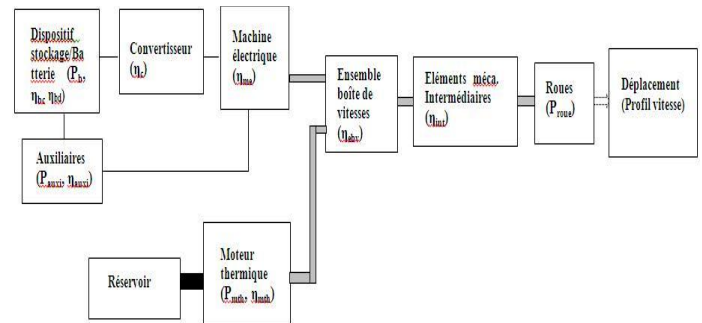 Dispositif
stockage/Ba
tterie (Pb,
ηbc ηbd)
Convertisseur
(ηc)
Machine
électrique
(ηme)
Ensemble
boîte de
vitesses
(ηebv)
Eléments méca.
Intermédiaires
(ηint)
Roues
(Proue)
Déplacement
(Profil vitesse)
Auxiliaires
(Pauxi, ηauxi)
Réservoir
Moteur
thermique
(Pmth, ηmth)